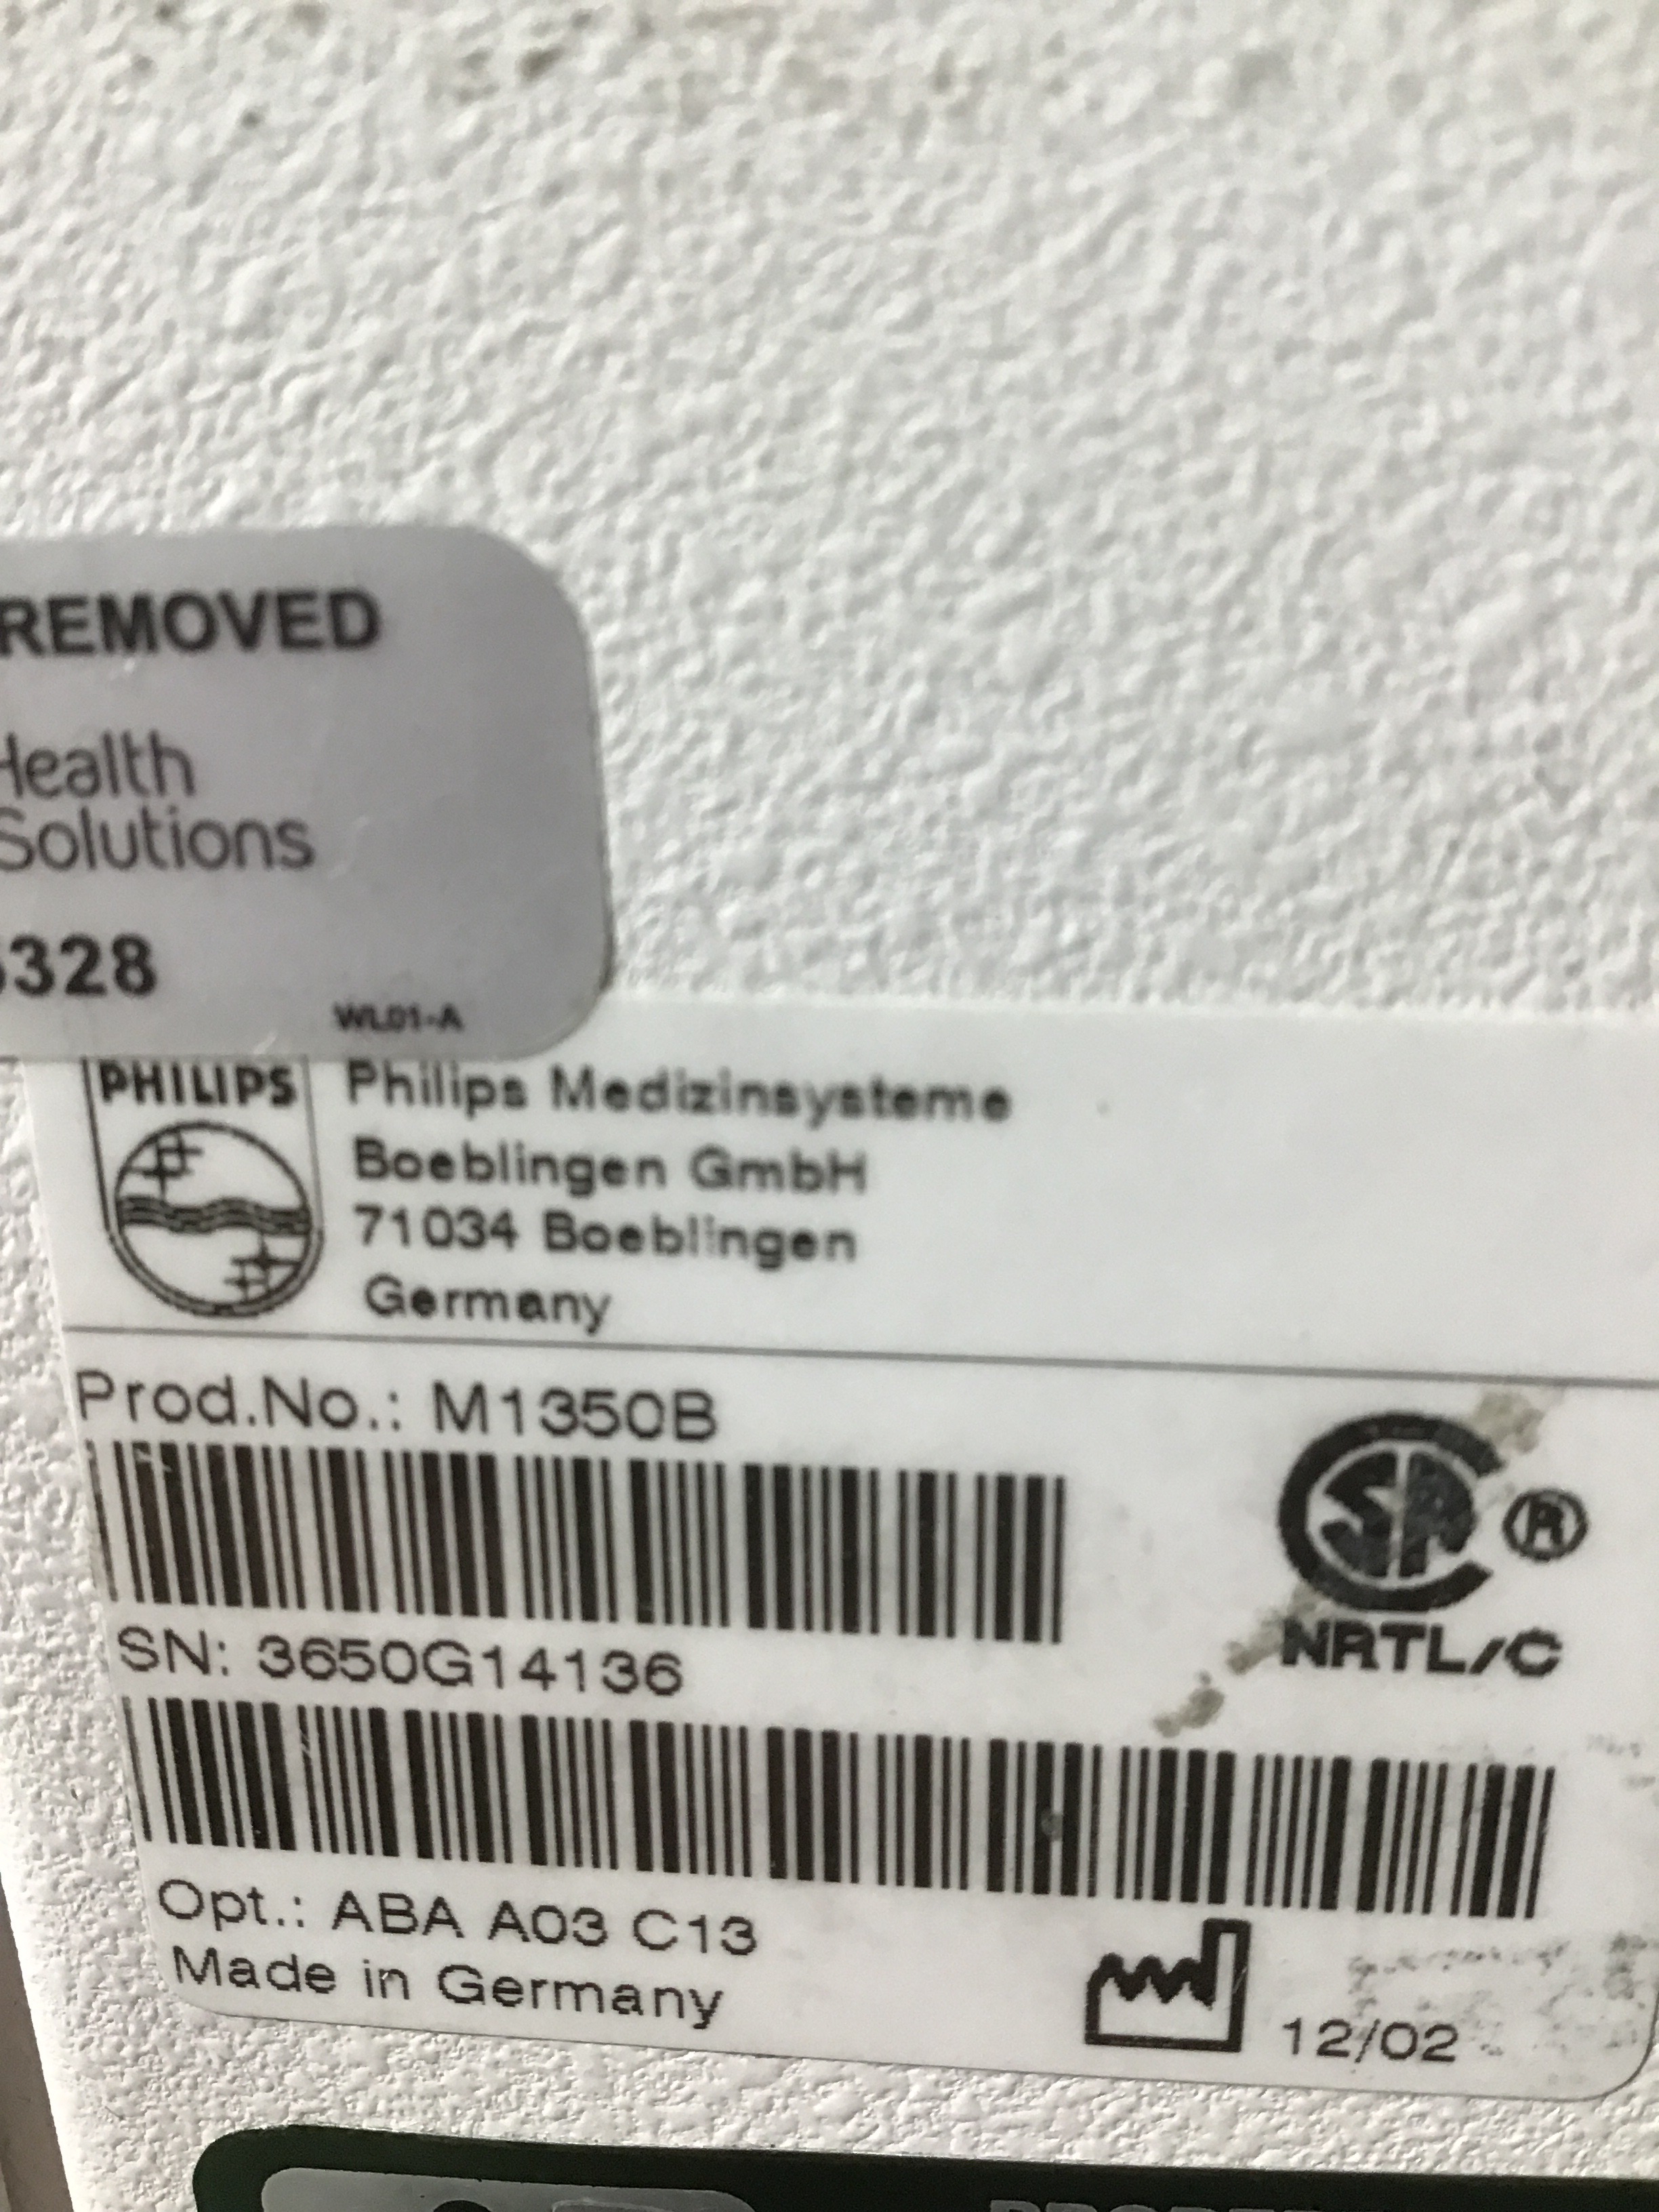 REMOVED
Health
Solutions
328
WL01-A
PHILIPS
Philips Medizinsysteme
Boeblingen GmbH
71034 Boeblingen
Germany
Prod.No.: M1350B
SN: 3650G14136
Opt.: ABA A03 C13
Made in Germany
®
NRTL/C
12/02